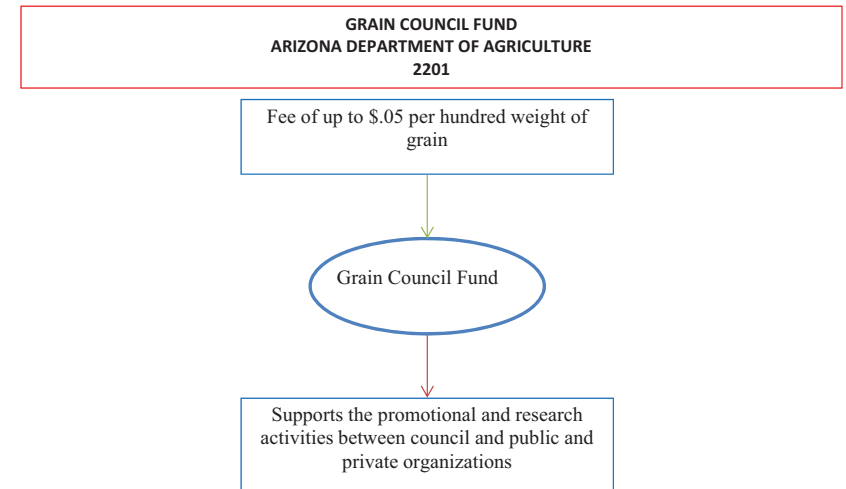 GRAIN COUNCIL FUND
ARIZONA DEPARTMENT OF AGRICULTURE
2201
Fee of up to $.05 per hundred weight of
grain
Grain Council Fund
Supports the promotional and research
activities between council and public and
private organizations